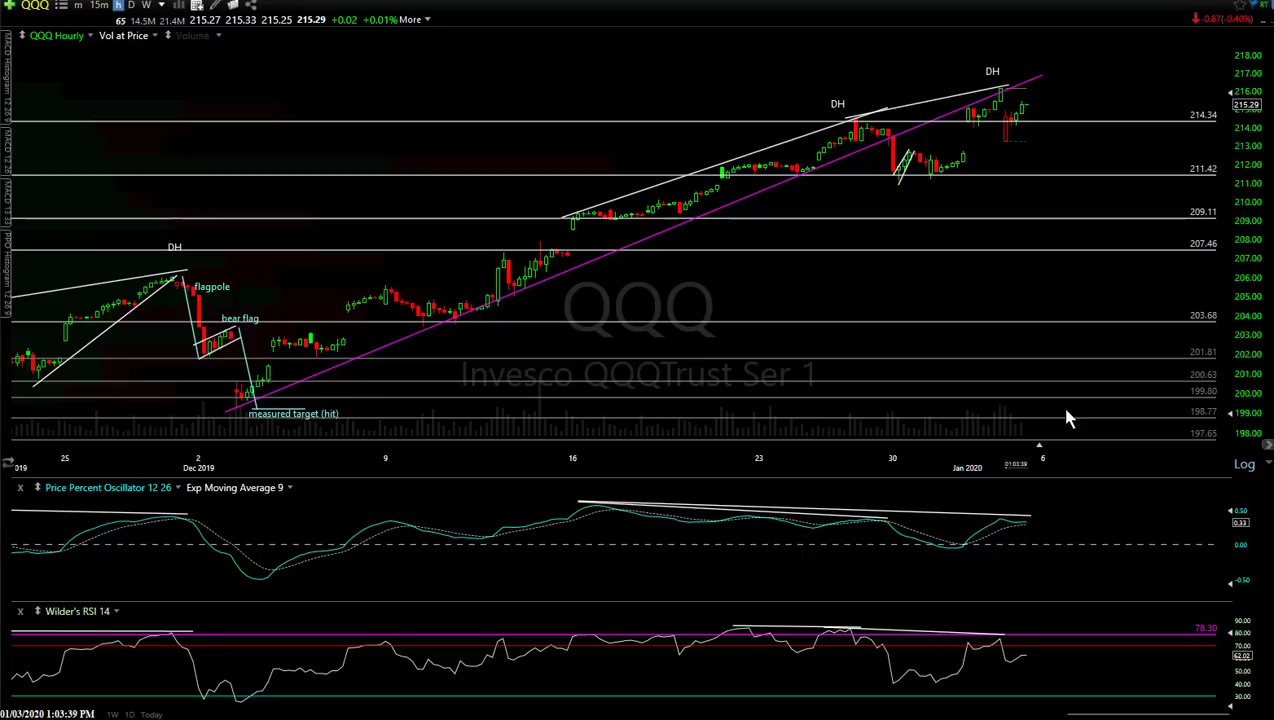 QQQ m 15m h D W
65 14.5M 21.4M 215.27 215.33 215.25 215.29 +0.02 +0.01% More
-0.87(-0.40%)
RT
QQQ Hourly Vol at Price Volume
218.00
217.00
216.00
215.29
214.00
213.00
212.00
211.00
210.00
209.00
208.00
207.00
206.00
205.00
204.00
203.00
202.00
201.00
200.00
199.00
198.00
DH
DH
DH
214.34
211.42
209.11
207.46
203.68
201.81
200.63
199.80
198.77
197.65
flagpole
bear flag
measured target (hit)
QQQ
Invesco QQQTrust Ser 1
2019 25 2 9 16 23 30 6
Dec 2019 Jan 2020 01:03:39
Log
X Price Percent Oscillator 12 26 Exp Moving Average 9
0.50
0.33
0.00
-0.50
X Wilder's RSI 14
78.30
90.00
80.00
70.00
62.02
50.00
40.00
30.00
01/03/2020 1:03:39 PM 1W 1D Today